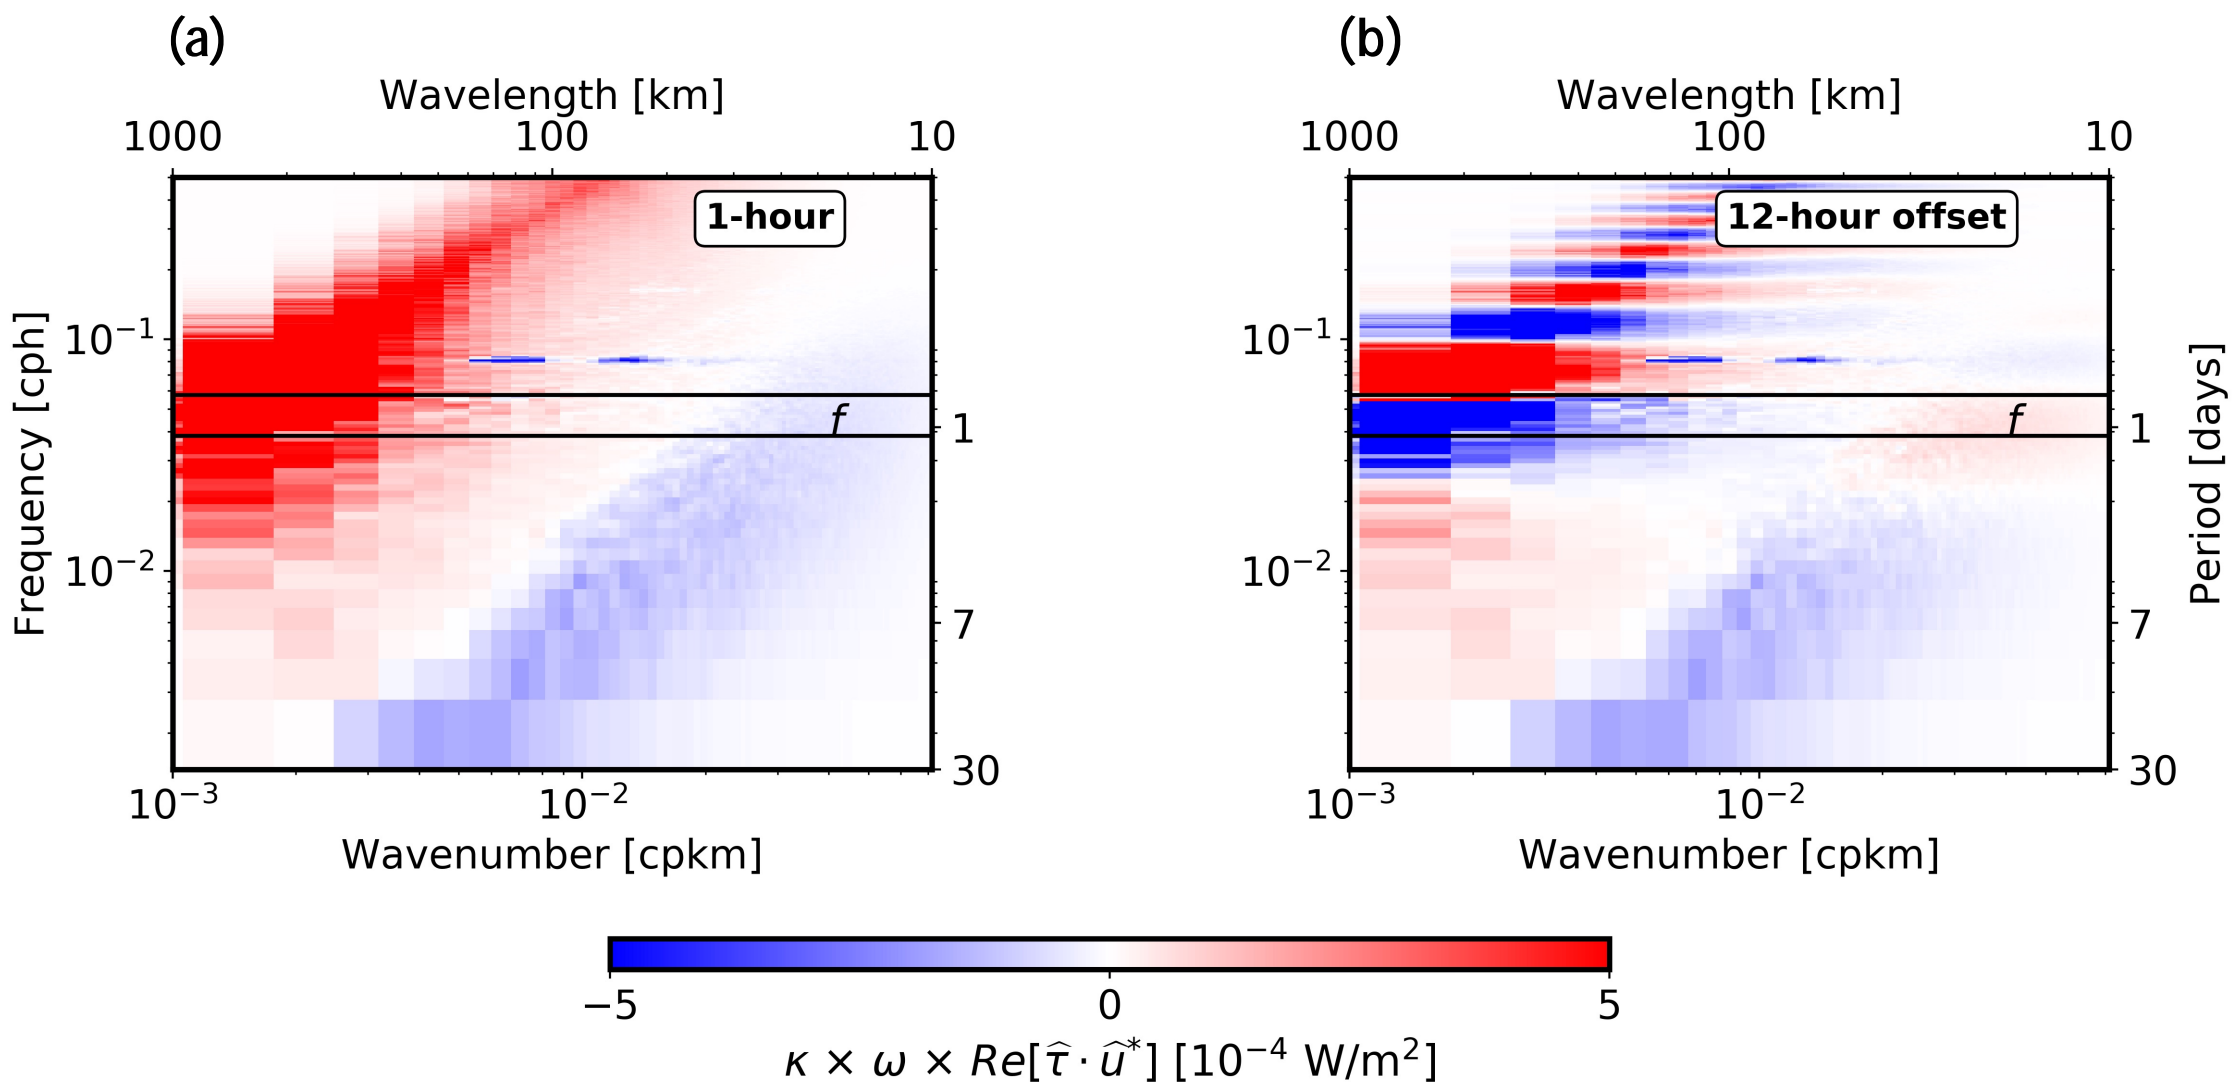 (a)
(b)
Wavelength [km]
1000 100 10
Wavelength [km]
1000 100 10
1-hour
12-hour offset
Frequency [cph]
10⁻¹
10⁻²
f
1
7
30
10⁻¹
10⁻²
f
1
7
30
Period [days]
10⁻³ 10⁻²
Wavenumber [cpkm]
10⁻³ 10⁻²
Wavenumber [cpkm]
−5 0 5
κ × ω × Re[τ̂ · û*] [10⁻⁴ W/m²]